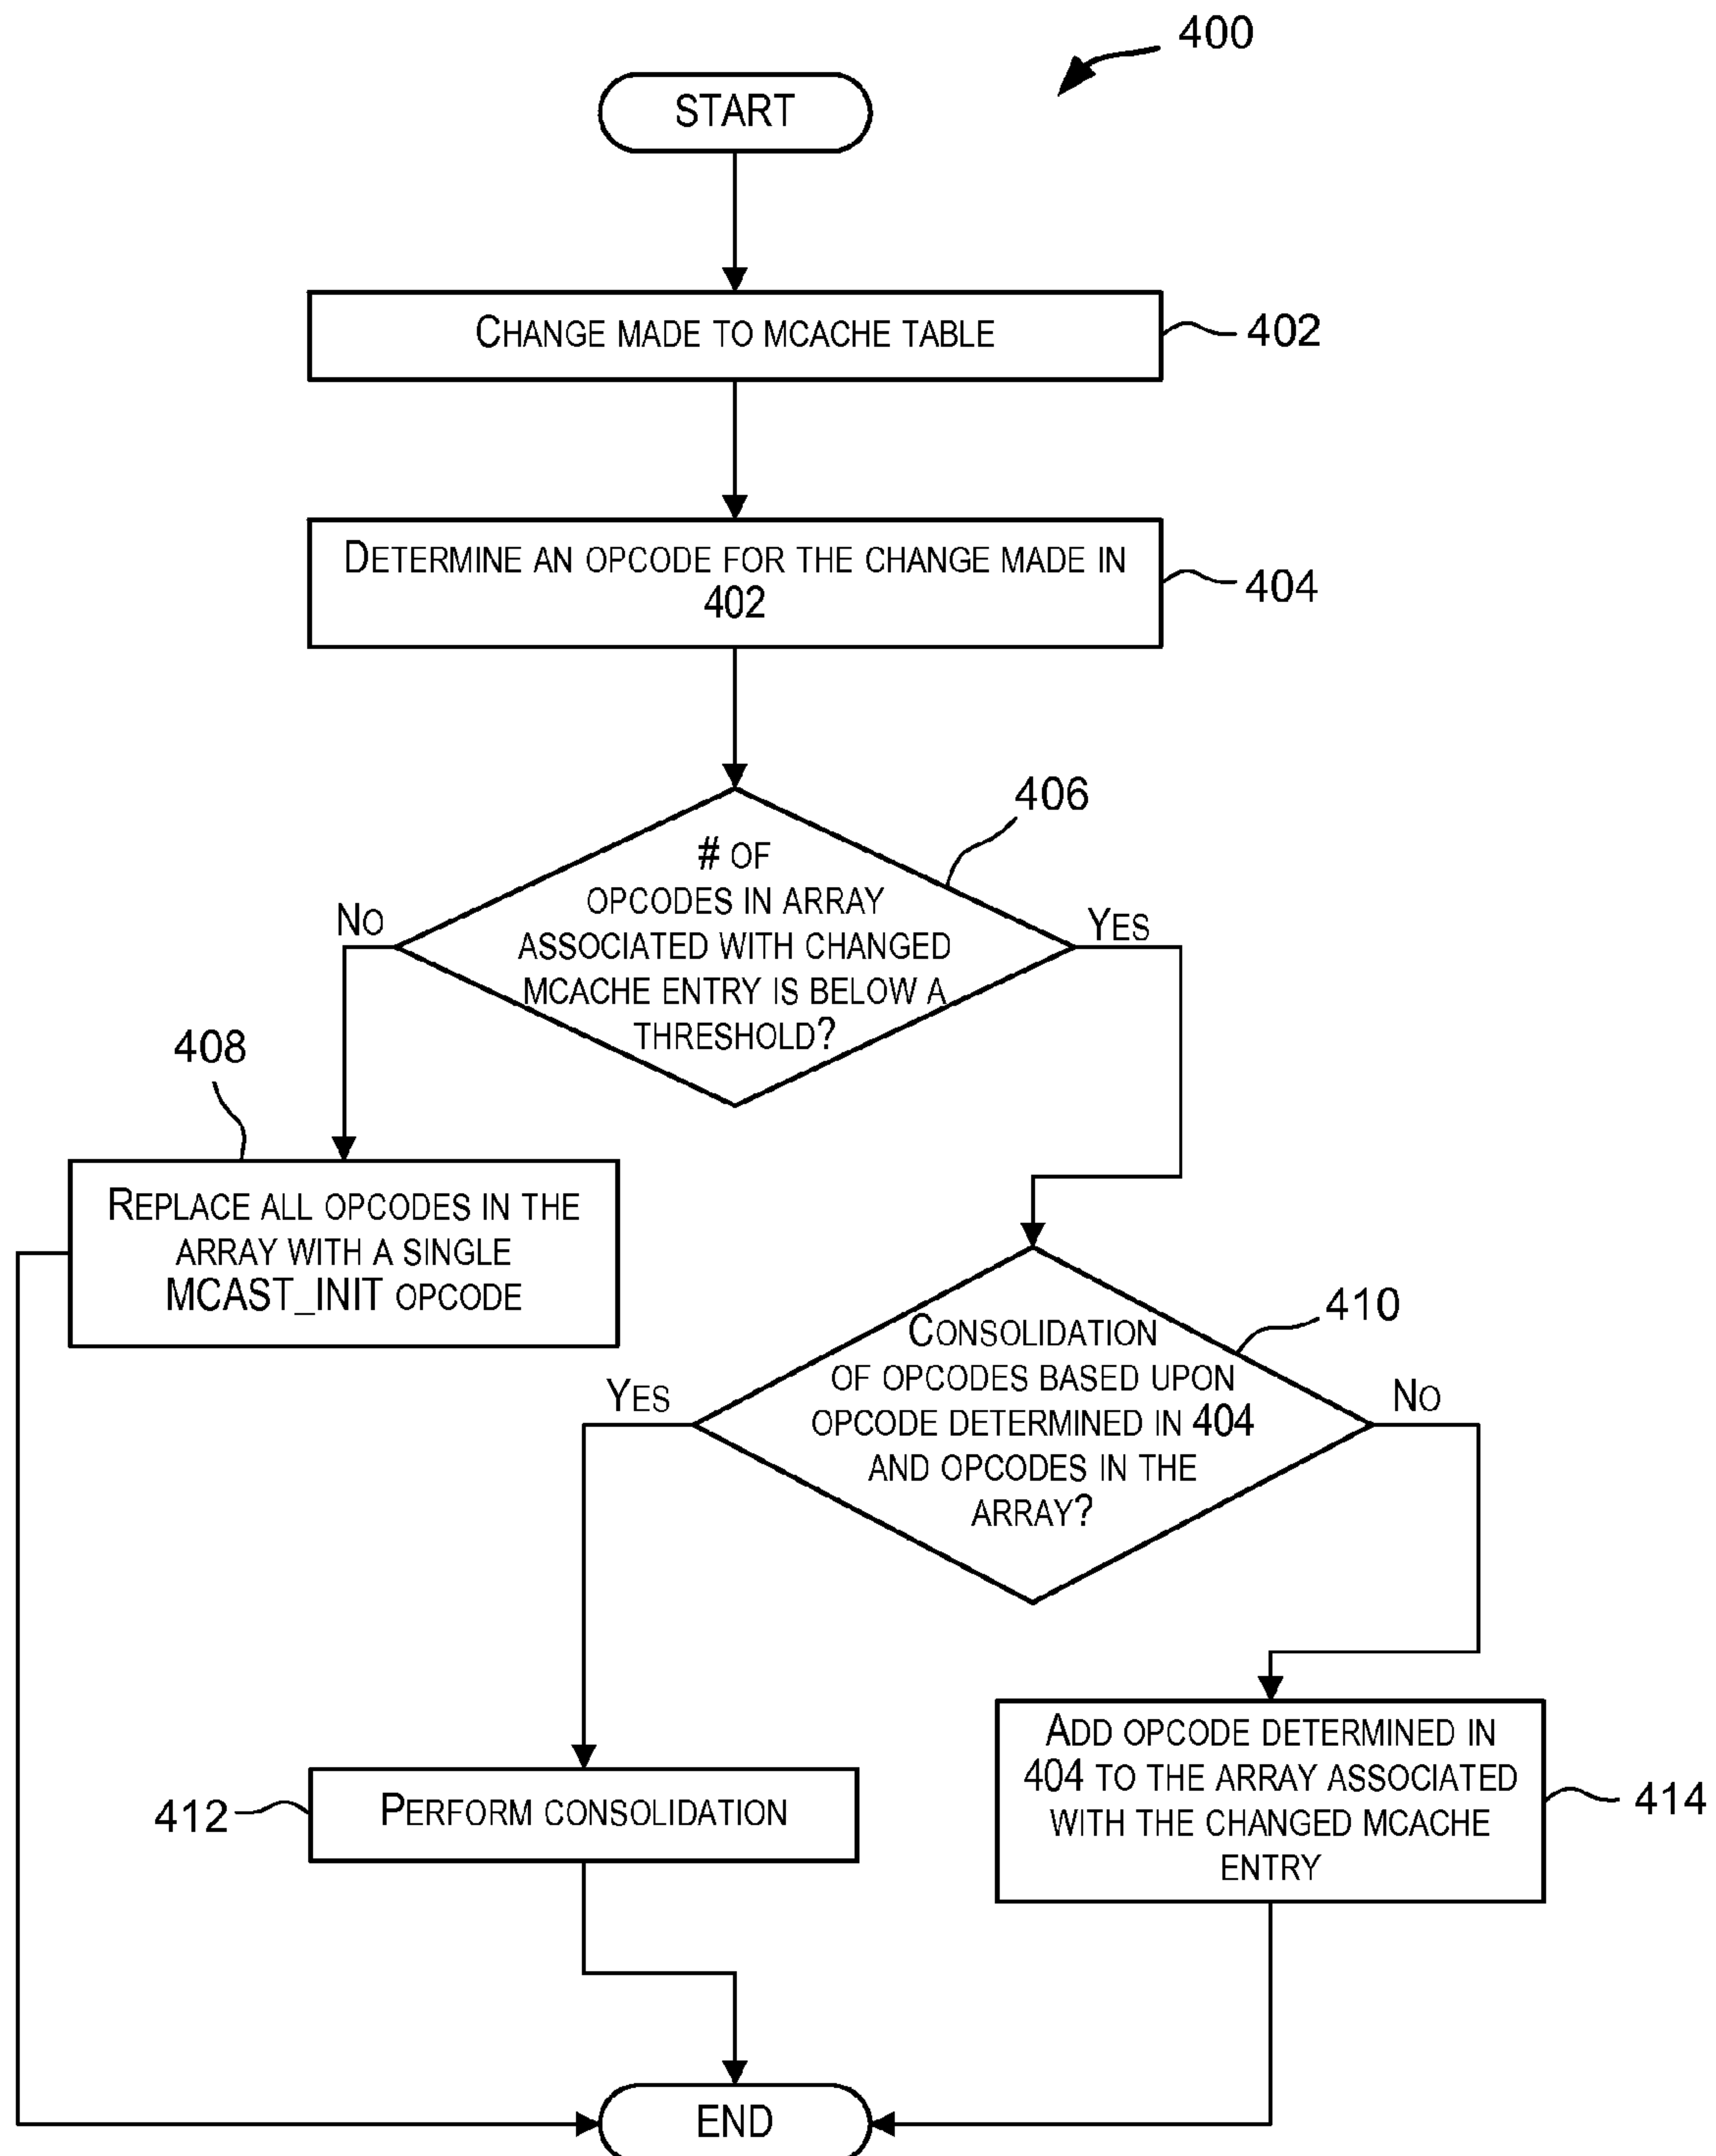 400
START
CHANGE MADE TO MCACHE TABLE
402
DETERMINE AN OPCODE FOR THE CHANGE MADE IN
402
404
406
# OF
OPCODES IN ARRAY
ASSOCIATED WITH CHANGED
MCACHE ENTRY IS BELOW A
THRESHOLD?
NO
YES
408
REPLACE ALL OPCODES IN THE
ARRAY WITH A SINGLE
MCAST_INIT OPCODE
410
CONSOLIDATION
OF OPCODES BASED UPON
OPCODE DETERMINED IN 404
AND OPCODES IN THE
ARRAY?
YES
NO
412
PERFORM CONSOLIDATION
ADD OPCODE DETERMINED IN
404 TO THE ARRAY ASSOCIATED
WITH THE CHANGED MCACHE
ENTRY
414
END